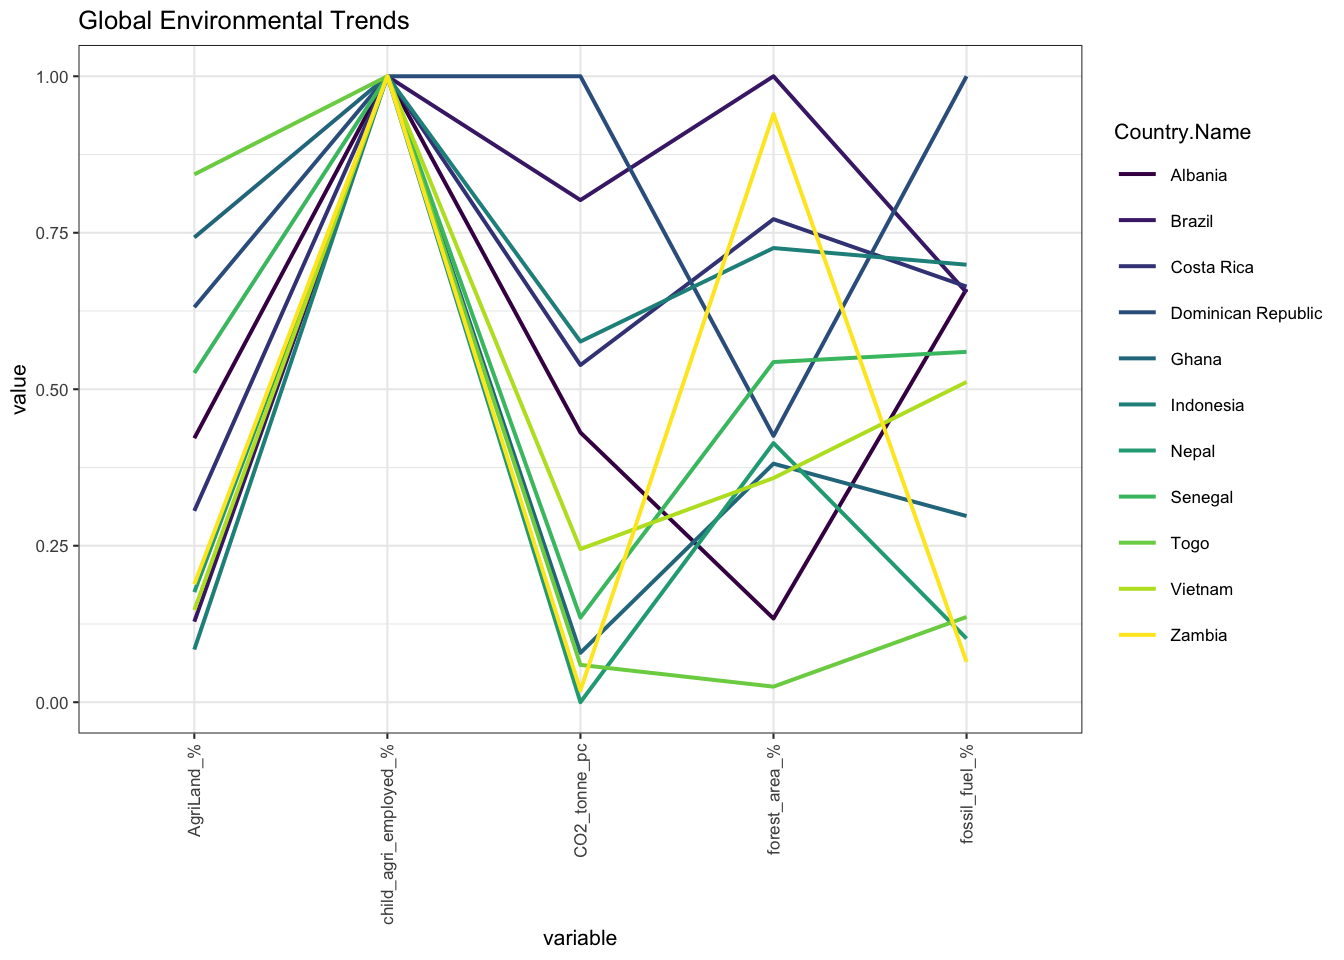 Global Environmental Trends
value
1.00
0.75
0.50
0.25
0.00
AgriLand_%
child_agri_employed_%
CO2_tonne_pc
forest_area_%
fossil_fuel_%
variable
Country.Name
Albania
Brazil
Costa Rica
Dominican Republic
Ghana
Indonesia
Nepal
Senegal
Togo
Vietnam
Zambia